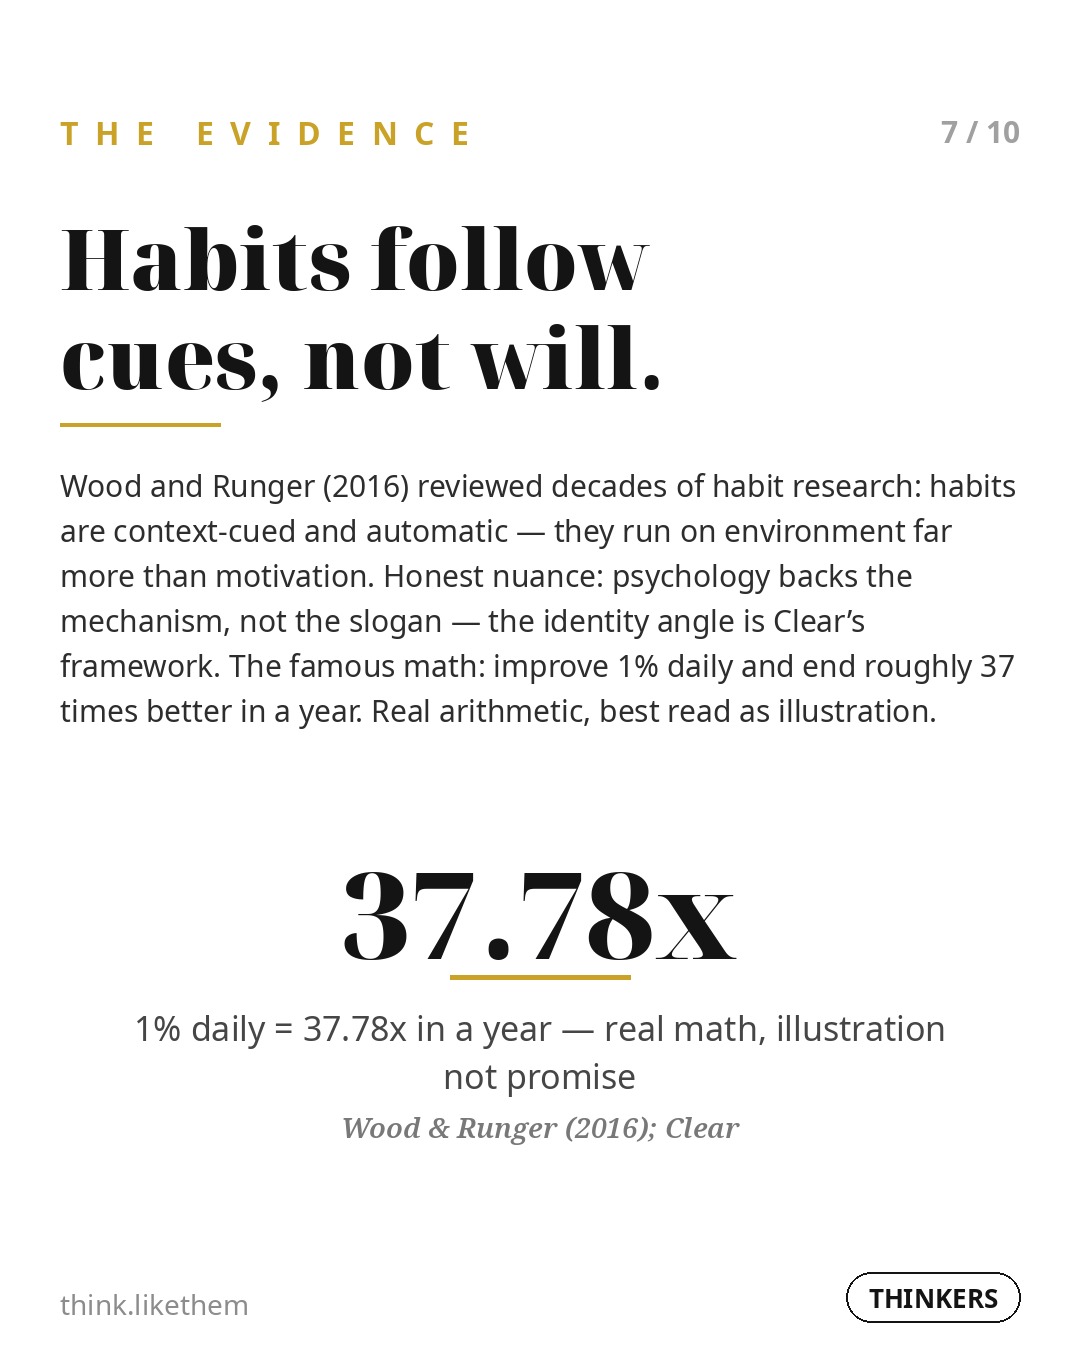 THE EVIDENCE
7 / 10
Habits follow
cues, not will.
Wood and Runger (2016) reviewed decades of habit research: habits
are context-cued and automatic — they run on environment far
more than motivation. Honest nuance: psychology backs the
mechanism, not the slogan — the identity angle is Clear’s
framework. The famous math: improve 1% daily and end roughly 37
times better in a year. Real arithmetic, best read as illustration.
37.78x
1% daily = 37.78x in a year — real math, illustration
not promise
Wood & Runger (2016); Clear
think.likethem
THINKERS